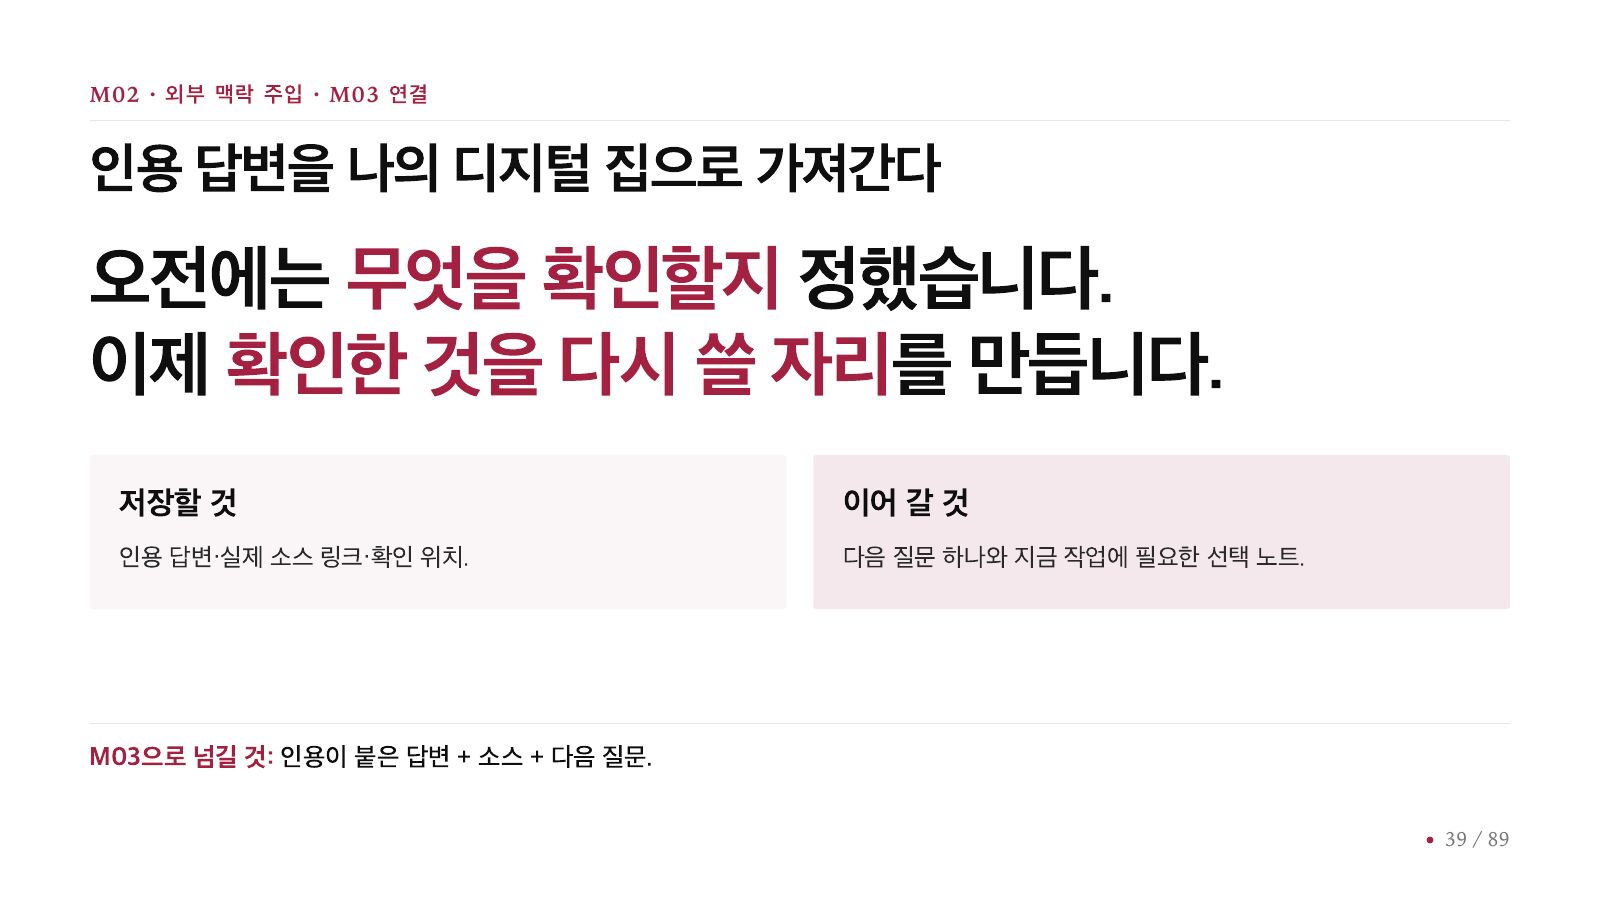 M02 · 외부 맥락 주입 · M03 연결
인용 답변을 나의 디지털 집으로 가져간다
오전에는 무엇을 확인할지 정했습니다.
이제 확인한 것을 다시 쓸 자리를 만듭니다.
저장할 것
인용 답변·실제 소스 링크·확인 위치.
이어 갈 것
다음 질문 하나와 지금 작업에 필요한 선택 노트.
M03으로 넘길 것: 인용이 붙은 답변 + 소스 + 다음 질문.
• 39 / 89